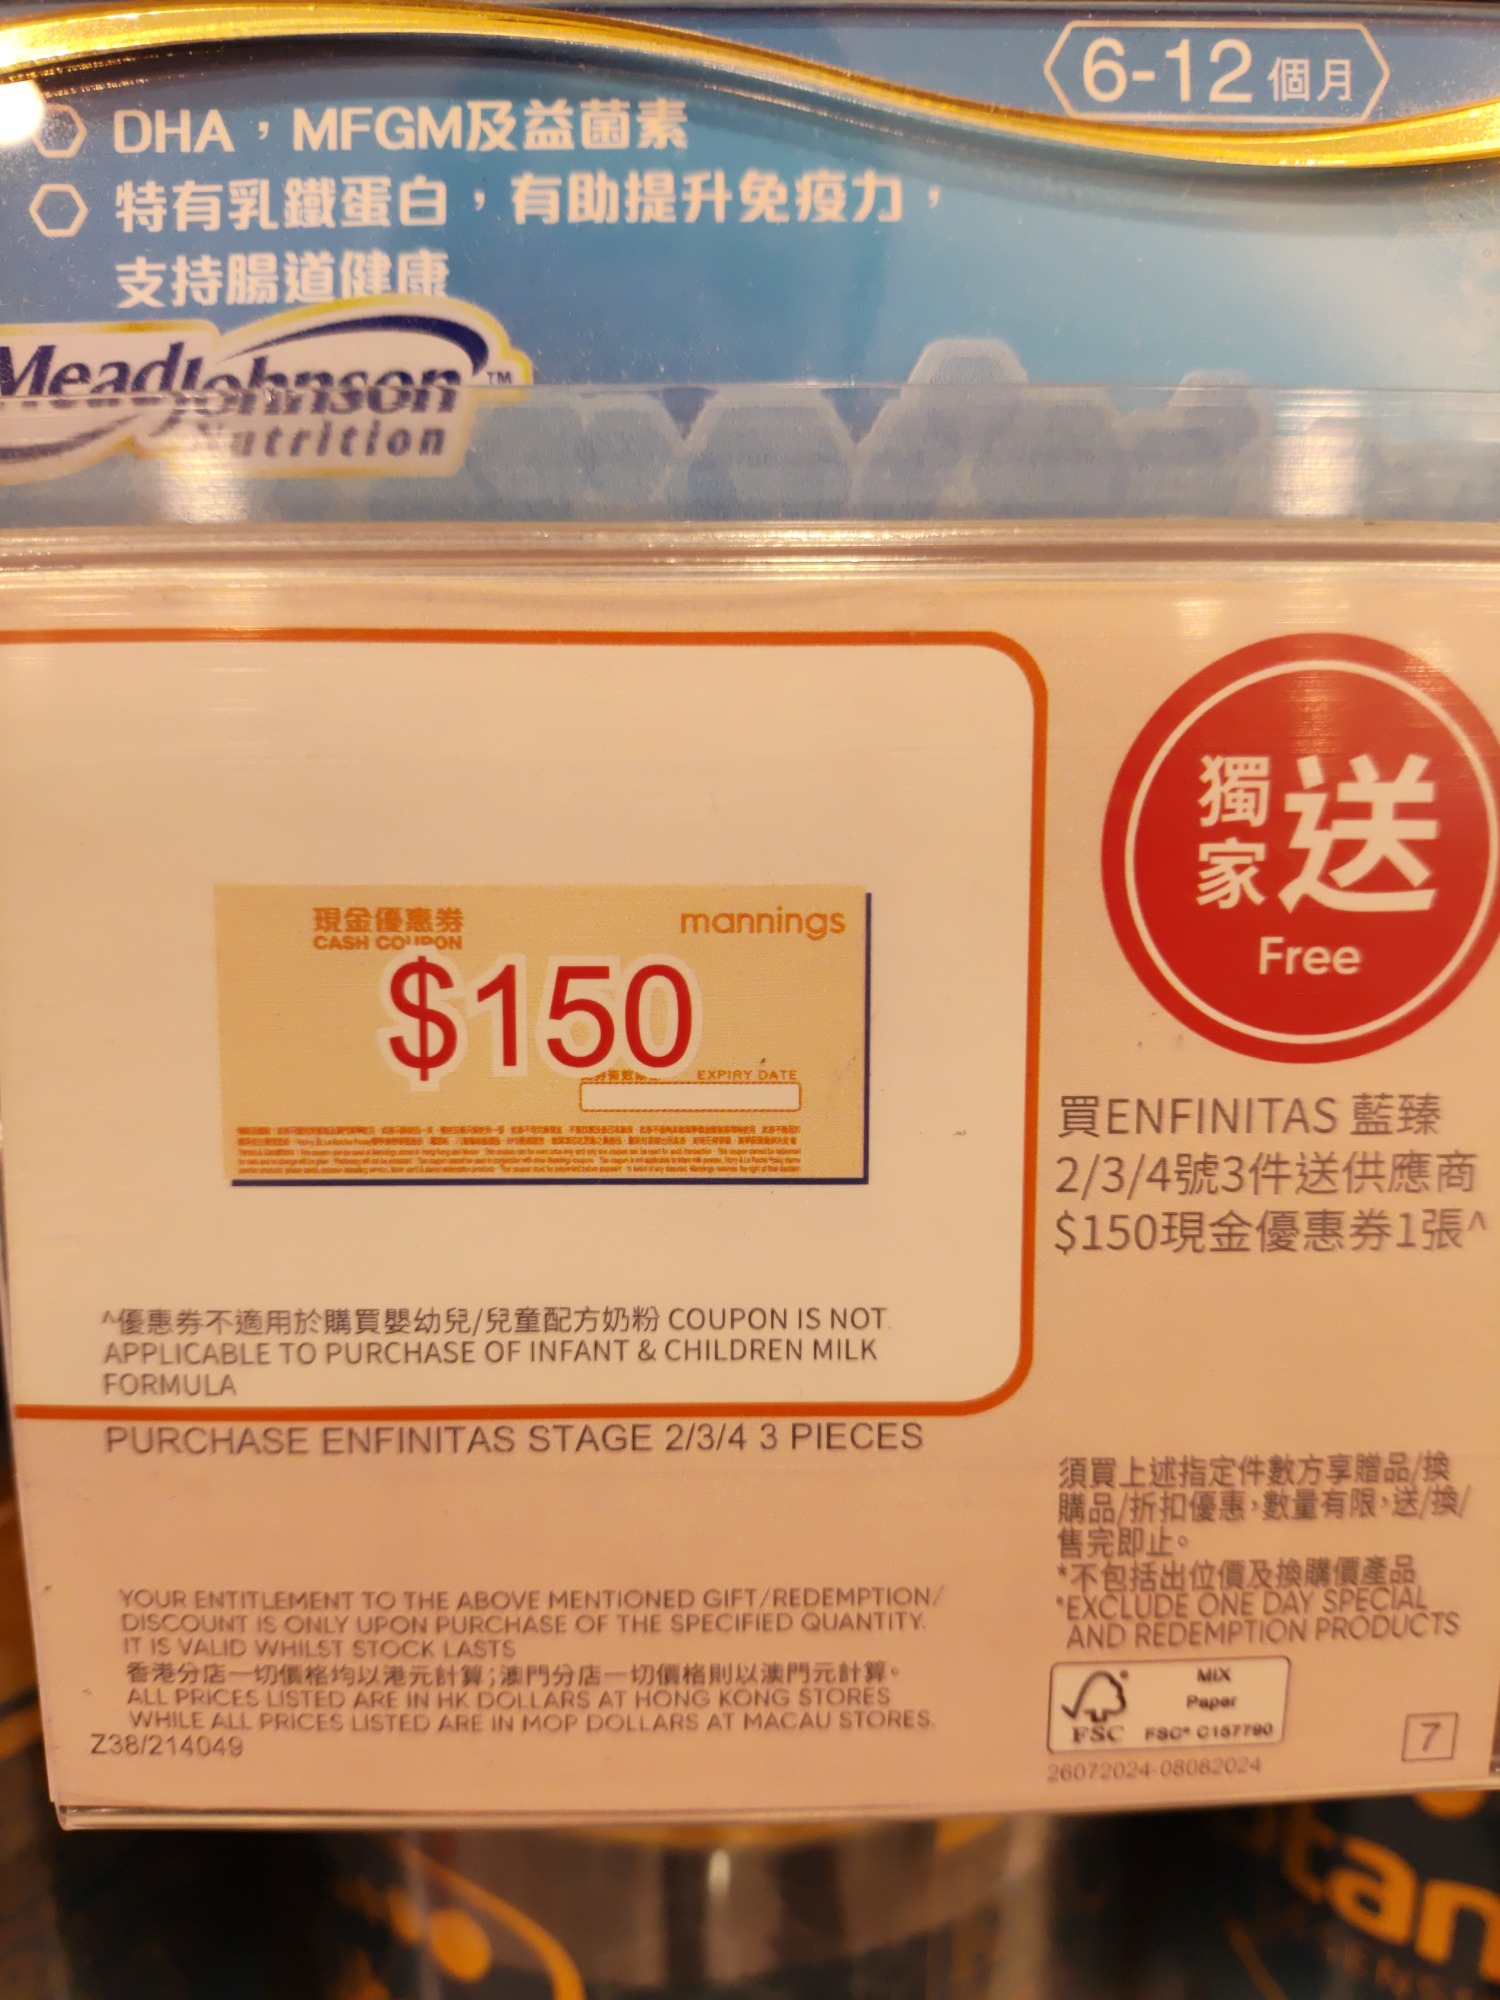 6-12個月
DHA，MFGM及益菌素
特有乳鐵蛋白，有助提升免疫力，
支持腸道健康
MeadJohnson™
Nutrition
獨家送
Free
現金優惠券
CASH COUPON
mannings
$150
EXPIRY DATE
買ENFINITAS 藍臻
2/3/4號3件送供應商
$150現金優惠券1張^
^優惠券不適用於購買嬰幼兒/兒童配方奶粉 COUPON IS NOT
APPLICABLE TO PURCHASE OF INFANT & CHILDREN MILK
FORMULA
PURCHASE ENFINITAS STAGE 2/3/4 3 PIECES
須買上述指定件數方享贈品/換
購品/折扣優惠，數量有限，送/換/
售完即止。
*不包括出位價及換購價產品
*EXCLUDE ONE DAY SPECIAL
AND REDEMPTION PRODUCTS
YOUR ENTITLEMENT TO THE ABOVE MENTIONED GIFT/REDEMPTION/
DISCOUNT IS ONLY UPON PURCHASE OF THE SPECIFIED QUANTITY.
IT IS VALID WHILST STOCK LASTS
香港分店一切價格均以港元計算；澳門分店一切價格則以澳門元計算。
ALL PRICES LISTED ARE IN HK DOLLARS AT HONG KONG STORES
WHILE ALL PRICES LISTED ARE IN MOP DOLLARS AT MACAU STORES.
Z38/214049
MIX
Paper
FSC FSC® C157790
7
26072024-08082024